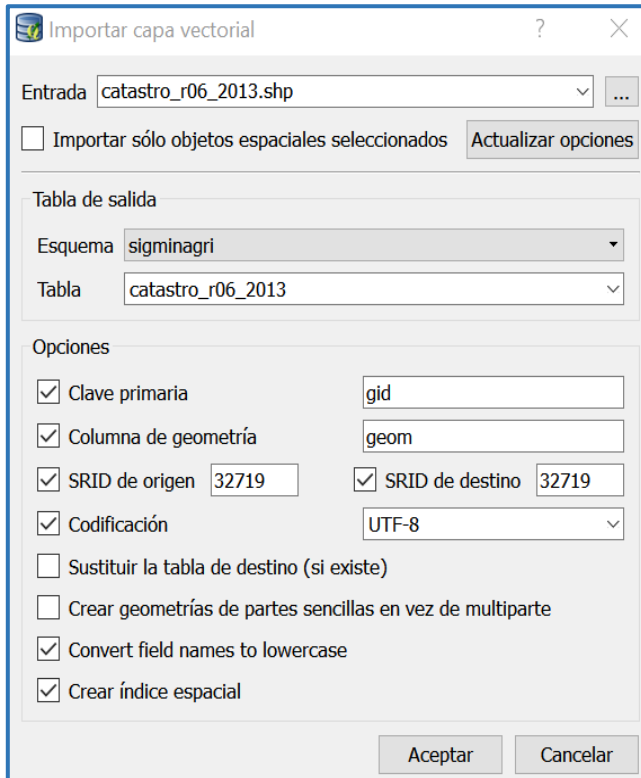 Importar capa vectorial ?
Entrada catastro_r06_2013.shp ...
Importar sólo objetos espaciales seleccionados Actualizar opciones
Tabla de salida
Esquema sigminagri
Tabla catastro_r06_2013
Opciones
Clave primaria gid
Columna de geometría geom
SRID de origen 32719 SRID de destino 32719
Codificación UTF-8
Sustituir la tabla de destino (si existe)
Crear geometrías de partes sencillas en vez de multiparte
Convert field names to lowercase
Crear índice espacial
Aceptar Cancelar